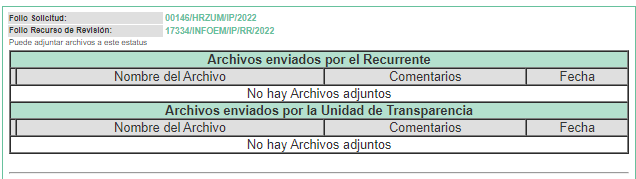 Folio Solicitud: 00146/HRZUM/IP/2022
Folio Recurso de Revisión: 17334/INFOEM/IP/RR/2022
Puede adjuntar archivos a este estatus
Archivos enviados por el Recurrente
Nombre del Archivo Comentarios Fecha
No hay Archivos adjuntos
Archivos enviados por la Unidad de Transparencia
Nombre del Archivo Comentarios Fecha
No hay Archivos adjuntos